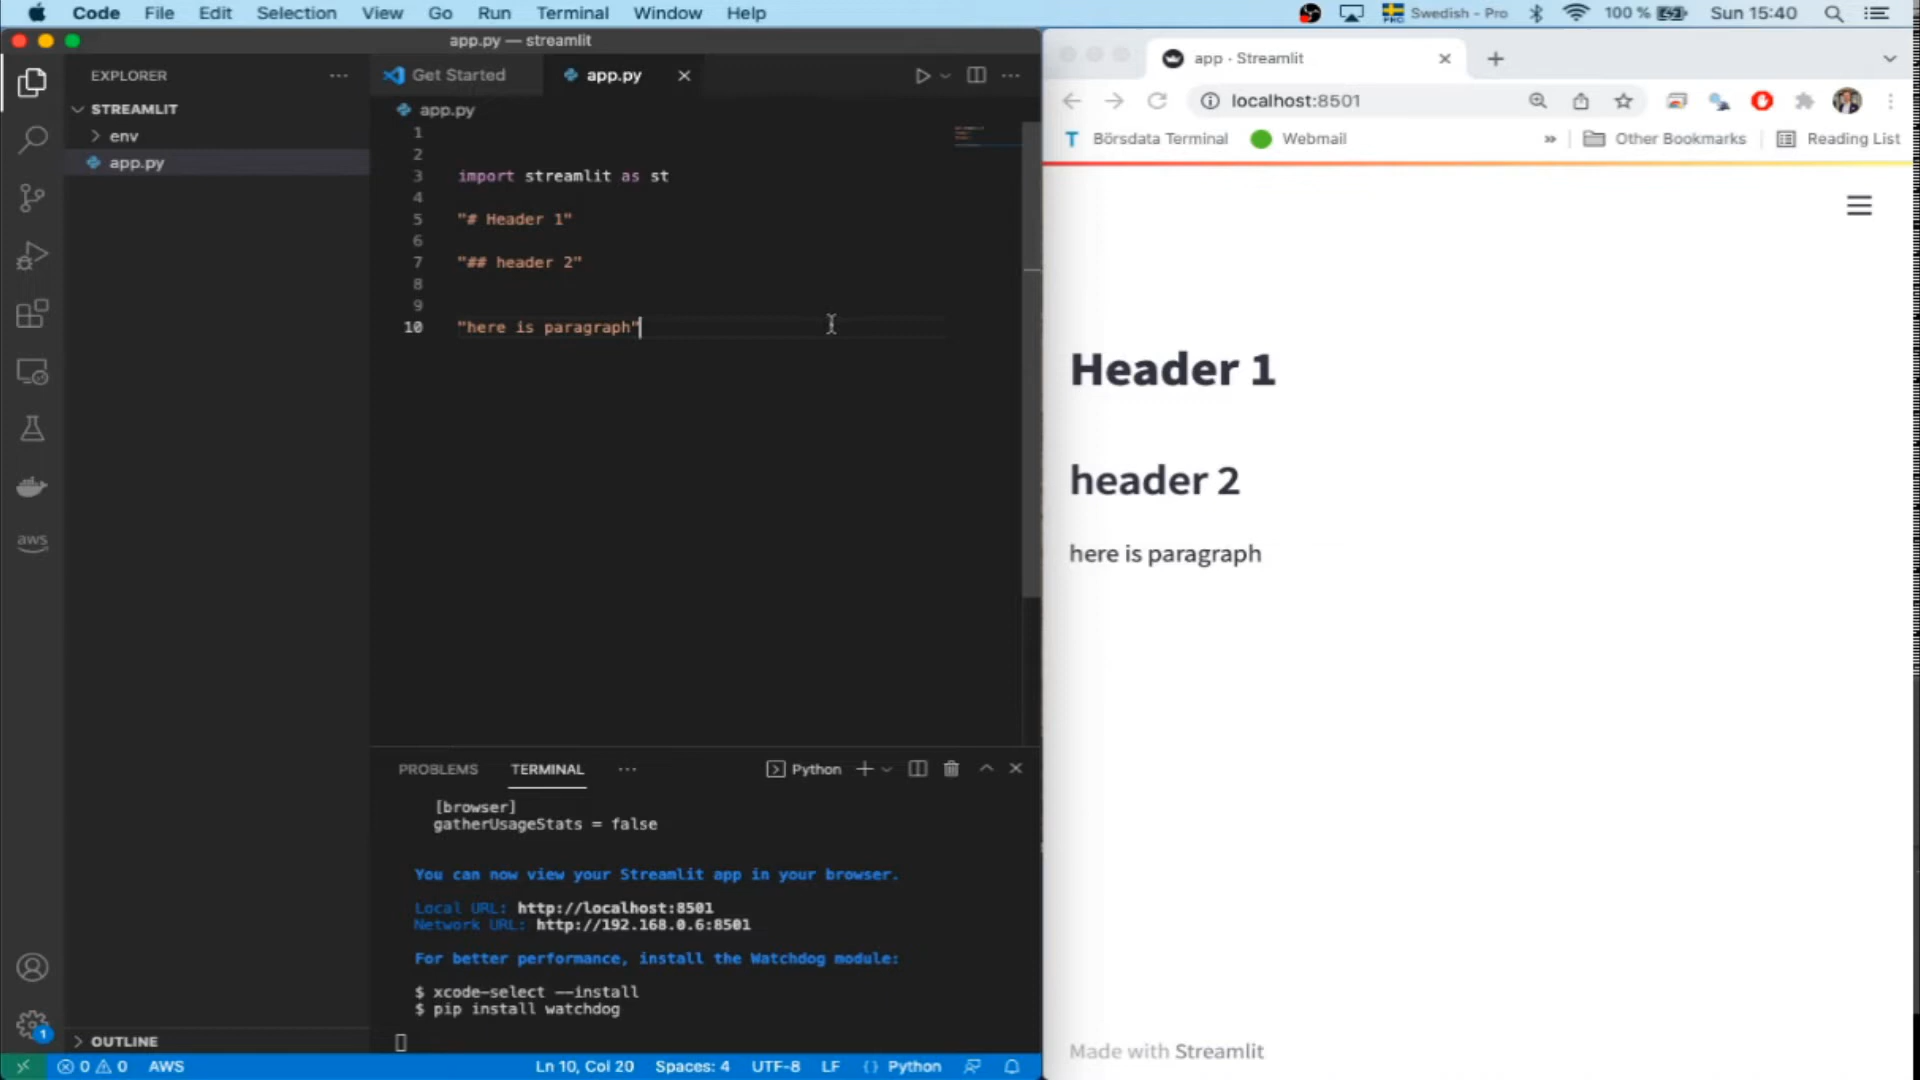 Code File Edit Selection View Go Run Terminal Window Help
PRO Swedish - Pro 100 % Sun 15:40
app.py — streamlit
EXPLORER
STREAMLIT
env
app.py
Get Started
app.py
app.py
1
2
3 import streamlit as st
4
5 "# Header 1"
6
7 "## header 2"
8
9
10 "here is paragraph"
PROBLEMS TERMINAL
Python
[browser]
gatherUsageStats = false
You can now view your Streamlit app in your browser.
Local URL: http://localhost:8501
Network URL: http://192.168.0.6:8501
For better performance, install the Watchdog module:
$ xcode-select --install
$ pip install watchdog
aws
1
OUTLINE
0 0 AWS Ln 10, Col 20 Spaces: 4 UTF-8 LF {} Python
app · Streamlit
localhost:8501
Börsdata Terminal Webmail » Other Bookmarks Reading List
Header 1
header 2
here is paragraph
Made with Streamlit